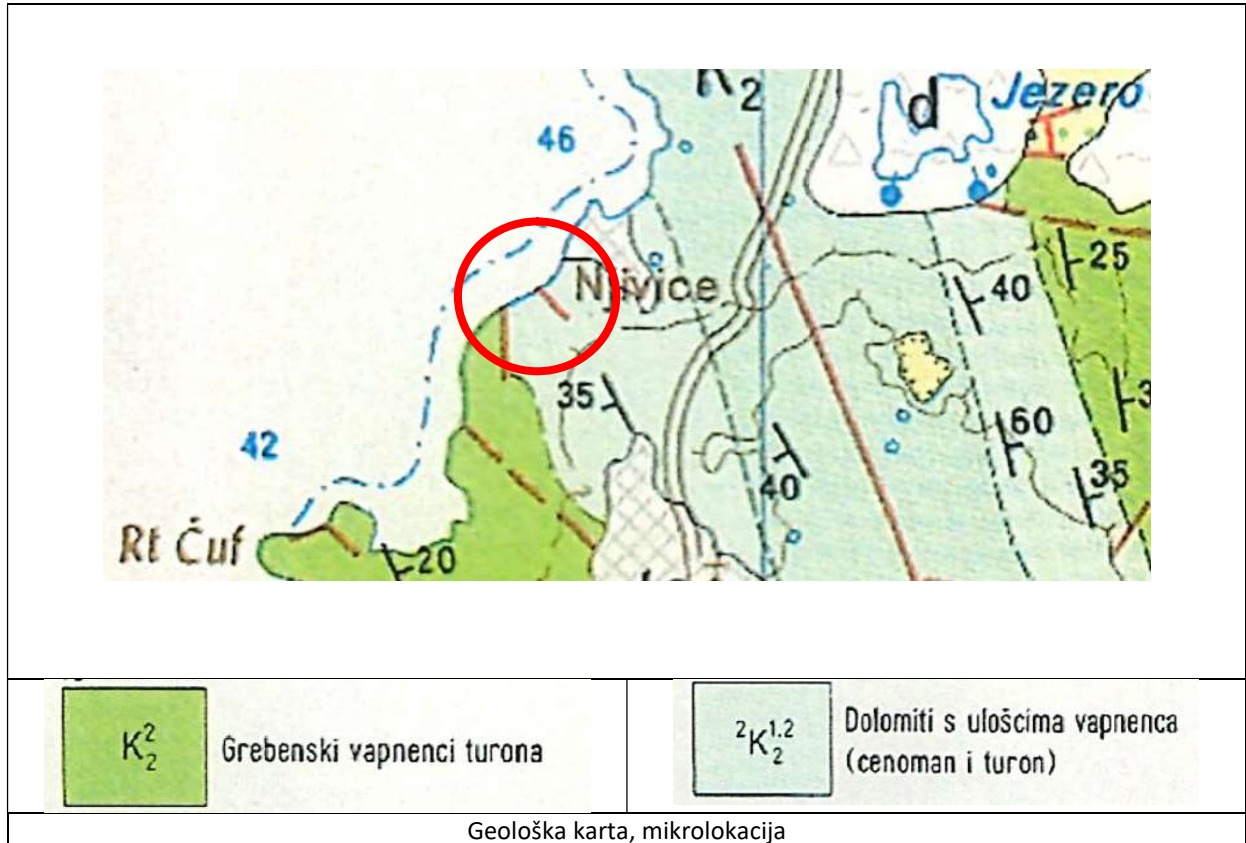 K2
d
Jezero
46
Njivice
25
40
35
42
60
40
35
Rt Čuf
20
K₂²
Grebenski vapnenci turona
²K₂¹·²
Dolomiti s ulošcima vapnenca
(cenoman i turon)
Geološka karta, mikrolokacija